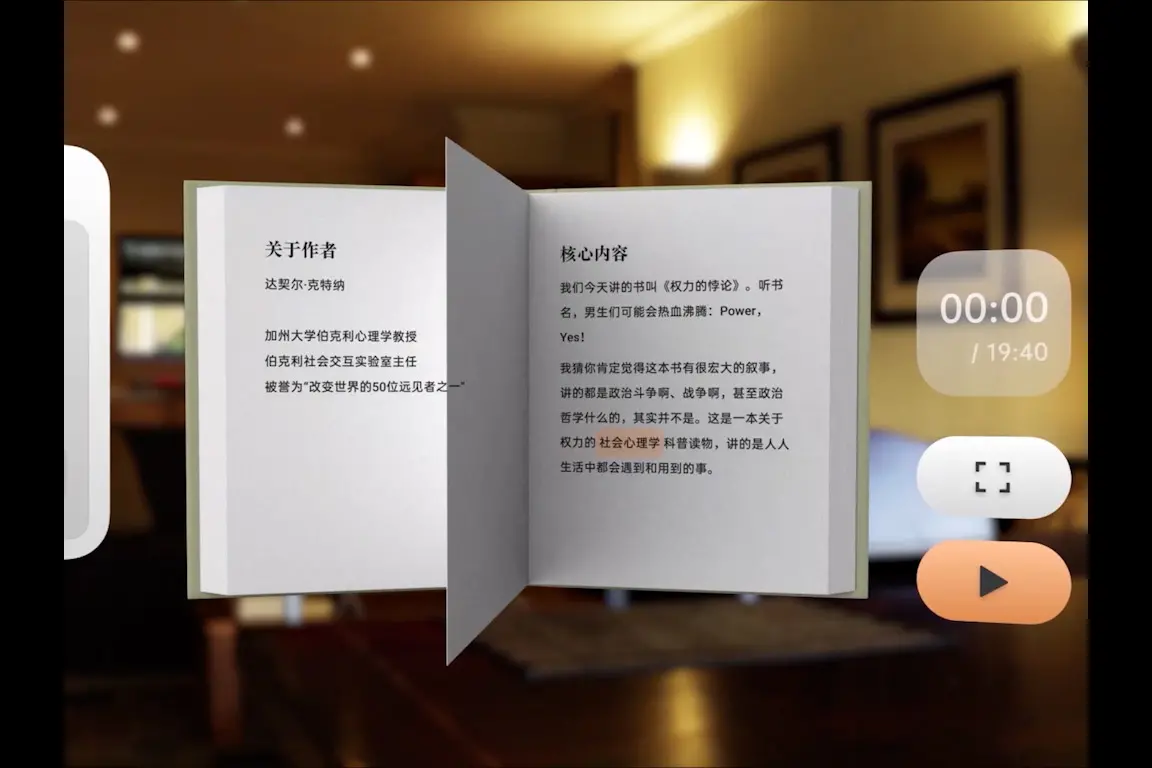 关于作者
达契尔·克特纳
加州大学伯克利心理学教授
伯克利社会交互实验室主任
被誉为“改变世界的50位远见者之一”
核心内容
我们今天讲的书叫《权力的悖论》。听书
名，男生们可能会热血沸腾：Power，
Yes！
我猜你肯定觉得这本书有很宏大的叙事，
讲的都是政治斗争啊、战争啊，甚至政治
哲学什么的，其实并不是。这是一本关于
权力的社会心理学科普读物，讲的是人人
生活中都会遇到和用到的事。
00:00
/ 19:40